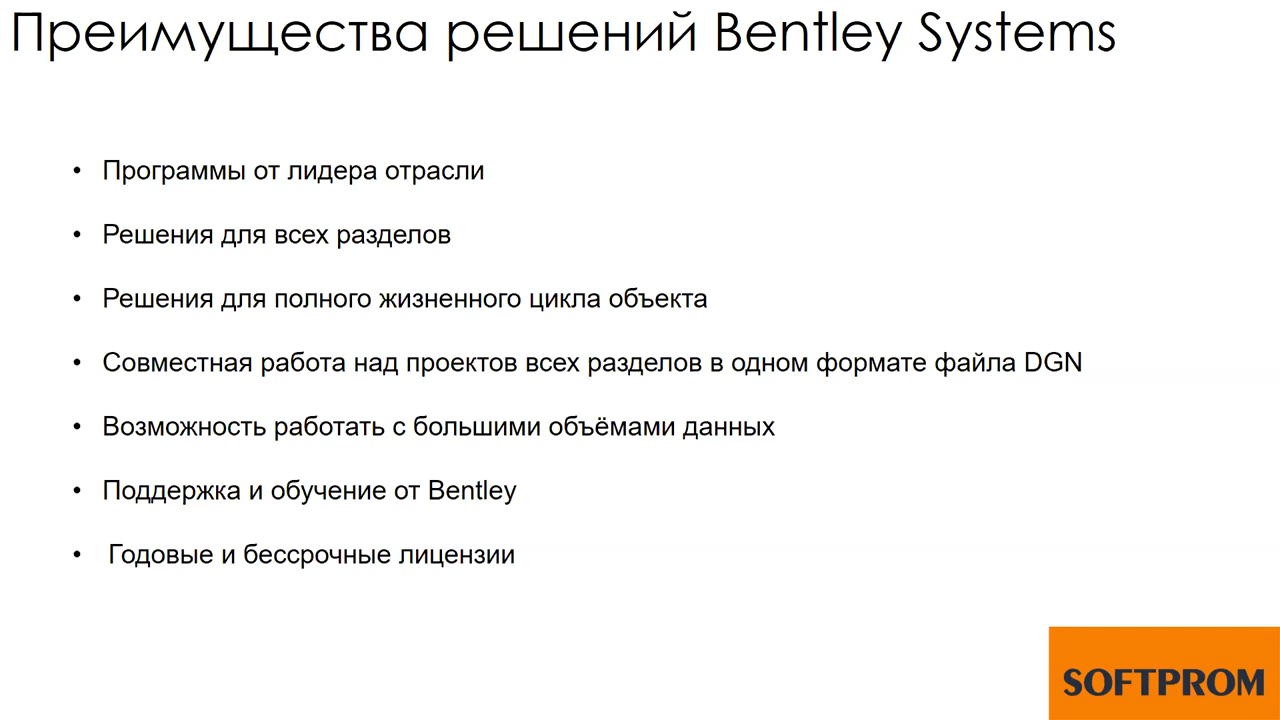 Преимущества решений Bentley Systems
• Программы от лидера отрасли
• Решения для всех разделов
• Решения для полного жизненного цикла объекта
• Совместная работа над проектов всех разделов в одном формате файла DGN
• Возможность работать с большими объёмами данных
• Поддержка и обучение от Bentley
• Годовые и бессрочные лицензии
SOFTPROM